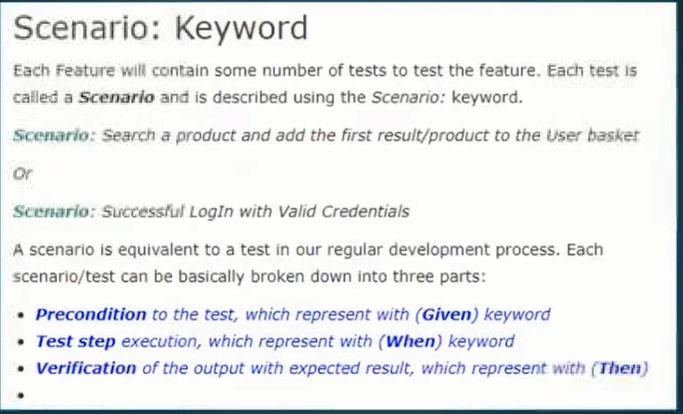 Scenario: Keyword
Each Feature will contain some number of tests to test the feature. Each test is
called a Scenario and is described using the Scenario: keyword.
Scenario: Search a product and add the first result/product to the User basket
Or
Scenario: Successful LogIn with Valid Credentials
A scenario is equivalent to a test in our regular development process. Each
scenario/test can be basically broken down into three parts:
• Precondition to the test, which represent with (Given) keyword
• Test step execution, which represent with (When) keyword
• Verification of the output with expected result, which represent with (Then)
•